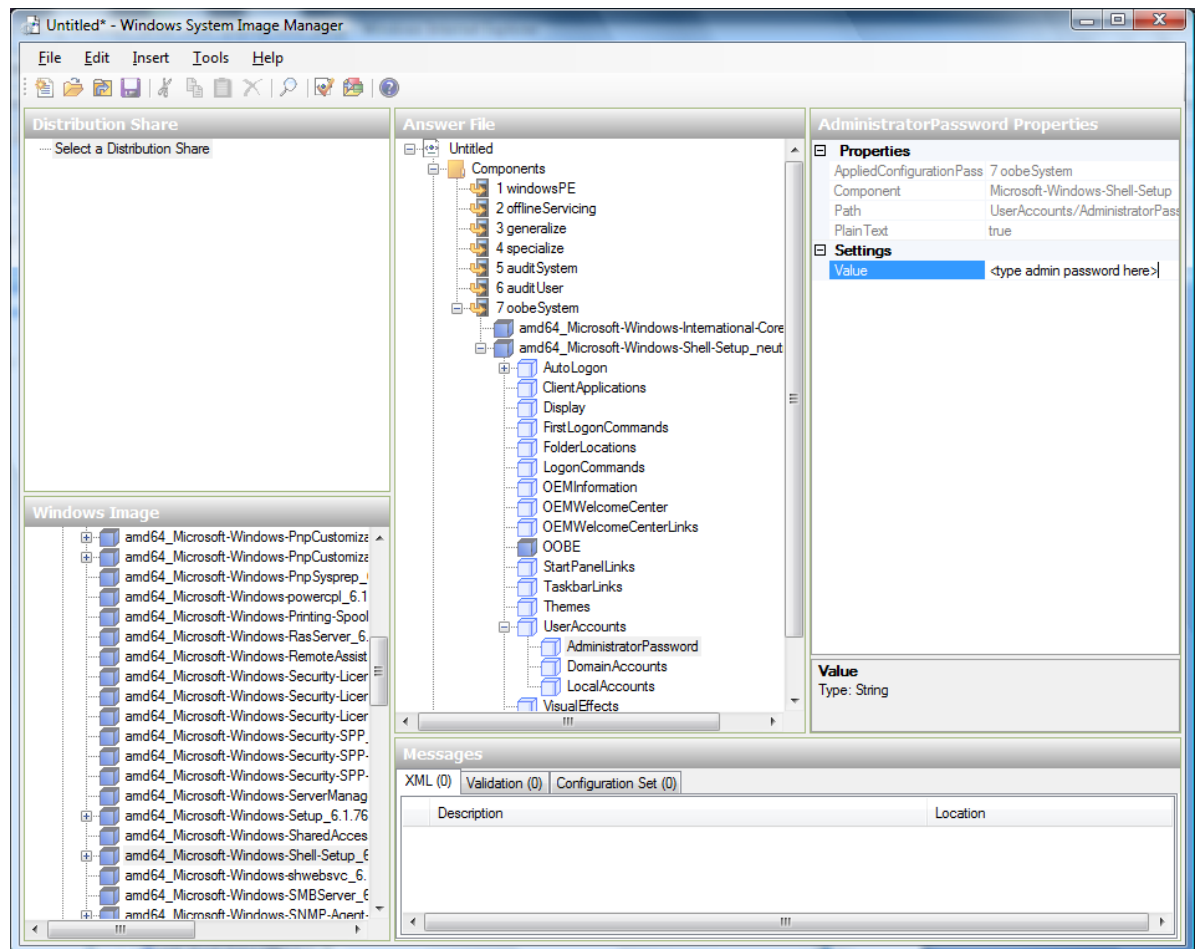 Untitled* - Windows System Image Manager
File Edit Insert Tools Help
Distribution Share
Select a Distribution Share
Windows Image
amd64_Microsoft-Windows-PnpCustomiza
amd64_Microsoft-Windows-PnpCustomiza
amd64_Microsoft-Windows-PnpSysprep_
amd64_Microsoft-Windows-powercpl_6.1
amd64_Microsoft-Windows-Printing-Spool
amd64_Microsoft-Windows-RasServer_6.
amd64_Microsoft-Windows-RemoteAssist
amd64_Microsoft-Windows-Security-Licer
amd64_Microsoft-Windows-Security-Licer
amd64_Microsoft-Windows-Security-Licer
amd64_Microsoft-Windows-Security-SPP_
amd64_Microsoft-Windows-Security-SPP-
amd64_Microsoft-Windows-Security-SPP-
amd64_Microsoft-Windows-ServerManag
amd64_Microsoft-Windows-Setup_6.1.76
amd64_Microsoft-Windows-SharedAcces
amd64_Microsoft-Windows-Shell-Setup_6
amd64_Microsoft-Windows-shwebsvc_6.
amd64_Microsoft-Windows-SMBServer_6
amd64_Microsoft-Windows-SNMP-Agent-
Answer File
Untitled
Components
1 windowsPE
2 offlineServicing
3 generalize
4 specialize
5 auditSystem
6 auditUser
7 oobeSystem
amd64_Microsoft-Windows-International-Core
amd64_Microsoft-Windows-Shell-Setup_neut
AutoLogon
ClientApplications
Display
FirstLogonCommands
FolderLocations
LogonCommands
OEMInformation
OEMWelcomeCenter
OEMWelcomeCenterLinks
OOBE
StartPanelLinks
TaskbarLinks
Themes
UserAccounts
AdministratorPassword
DomainAccounts
LocalAccounts
VisualEffects
AdministratorPassword Properties
Properties
AppliedConfigurationPass 7 oobeSystem
Component Microsoft-Windows-Shell-Setup
Path UserAccounts/AdministratorPass
PlainText true
Settings
Value <type admin password here>
Value
Type: String
Messages
XML (0) Validation (0) Configuration Set (0)
Description Location